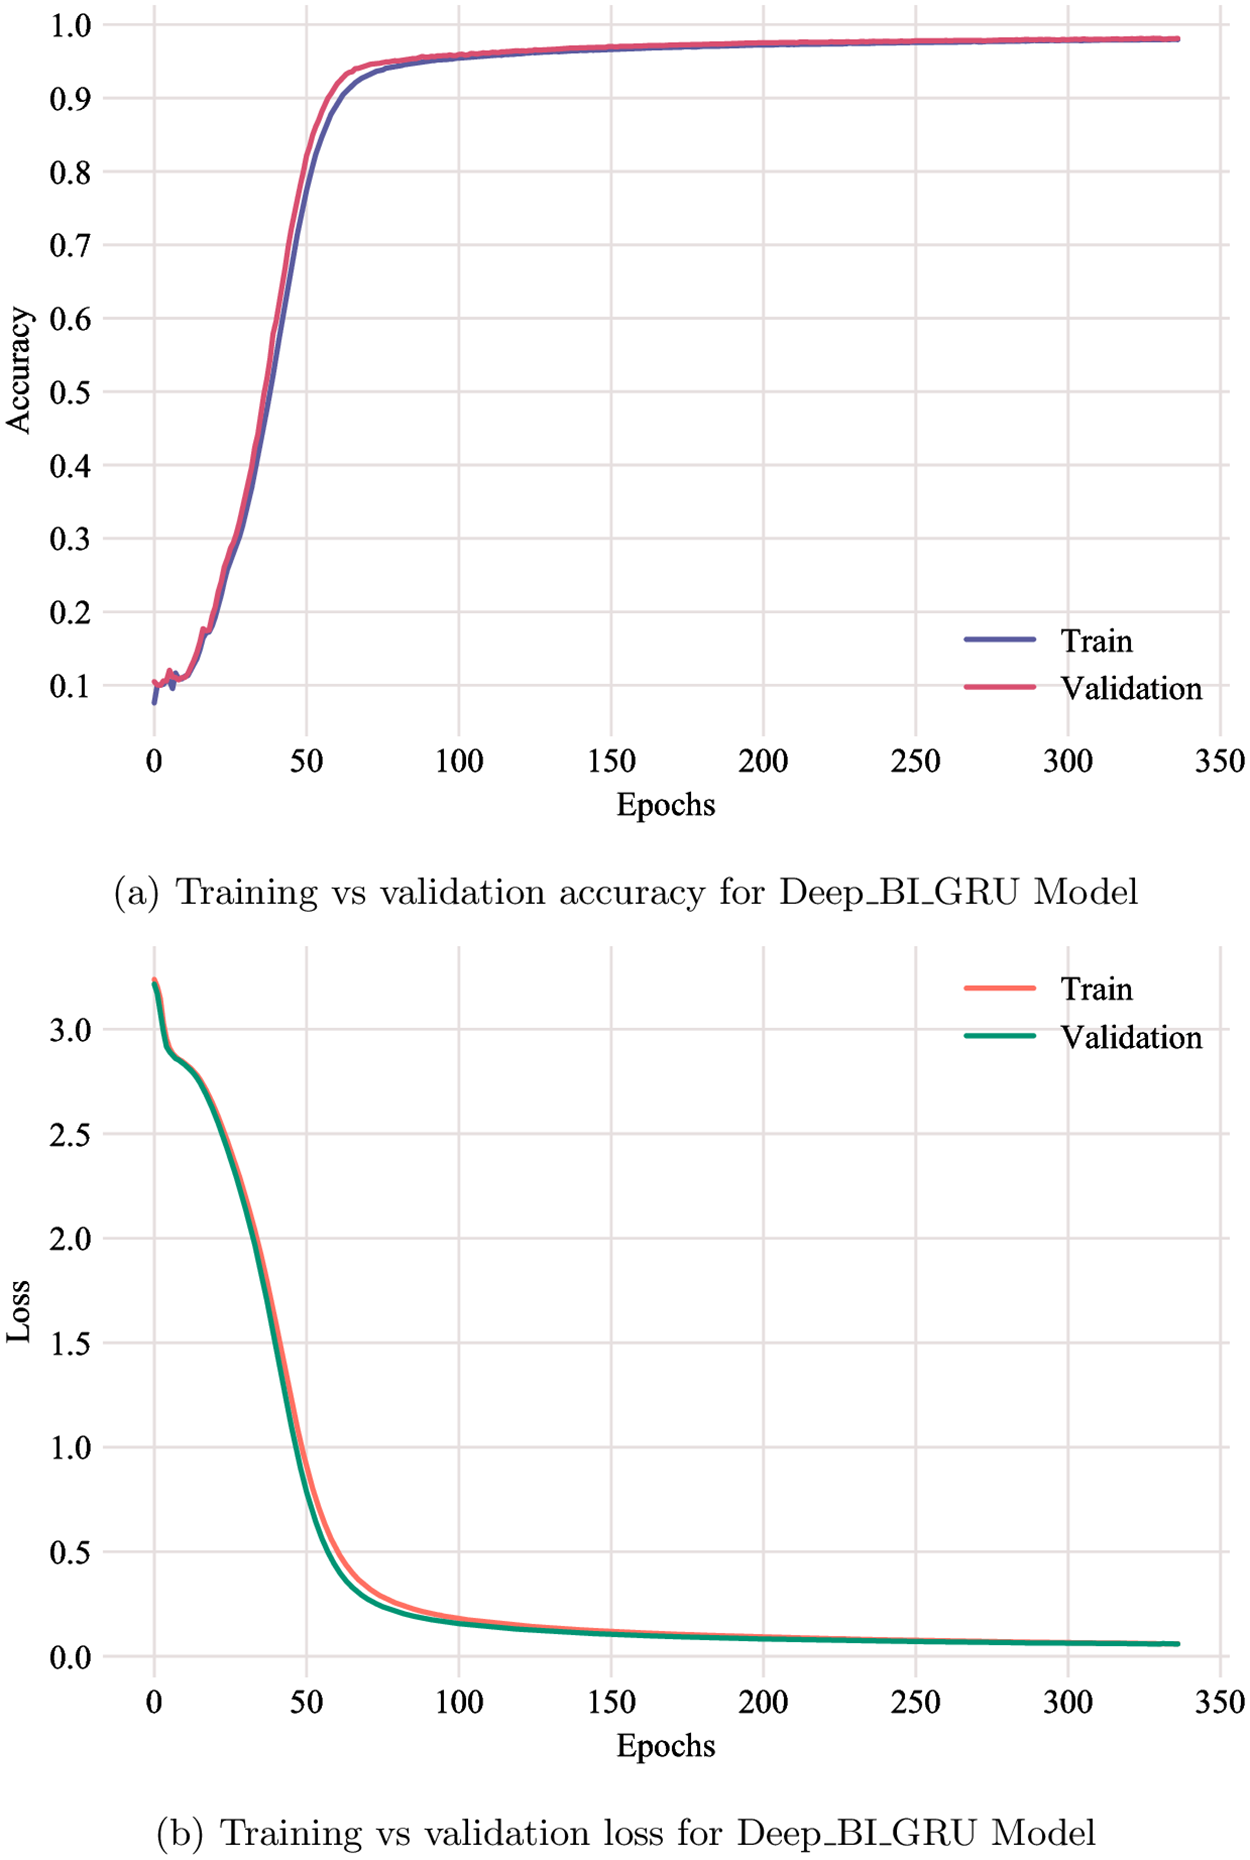 1.0
0.9
0.8
0.7
0.6
0.5
0.4
0.3
0.2
0.1
Accuracy
Train
Validation
0 50 100 150 200 250 300 350
Epochs
(a) Training vs validation accuracy for Deep_BI_GRU Model
Train
Validation
3.0
2.5
2.0
1.5
1.0
0.5
0.0
Loss
0 50 100 150 200 250 300 350
Epochs
(b) Training vs validation loss for Deep_BI_GRU Model